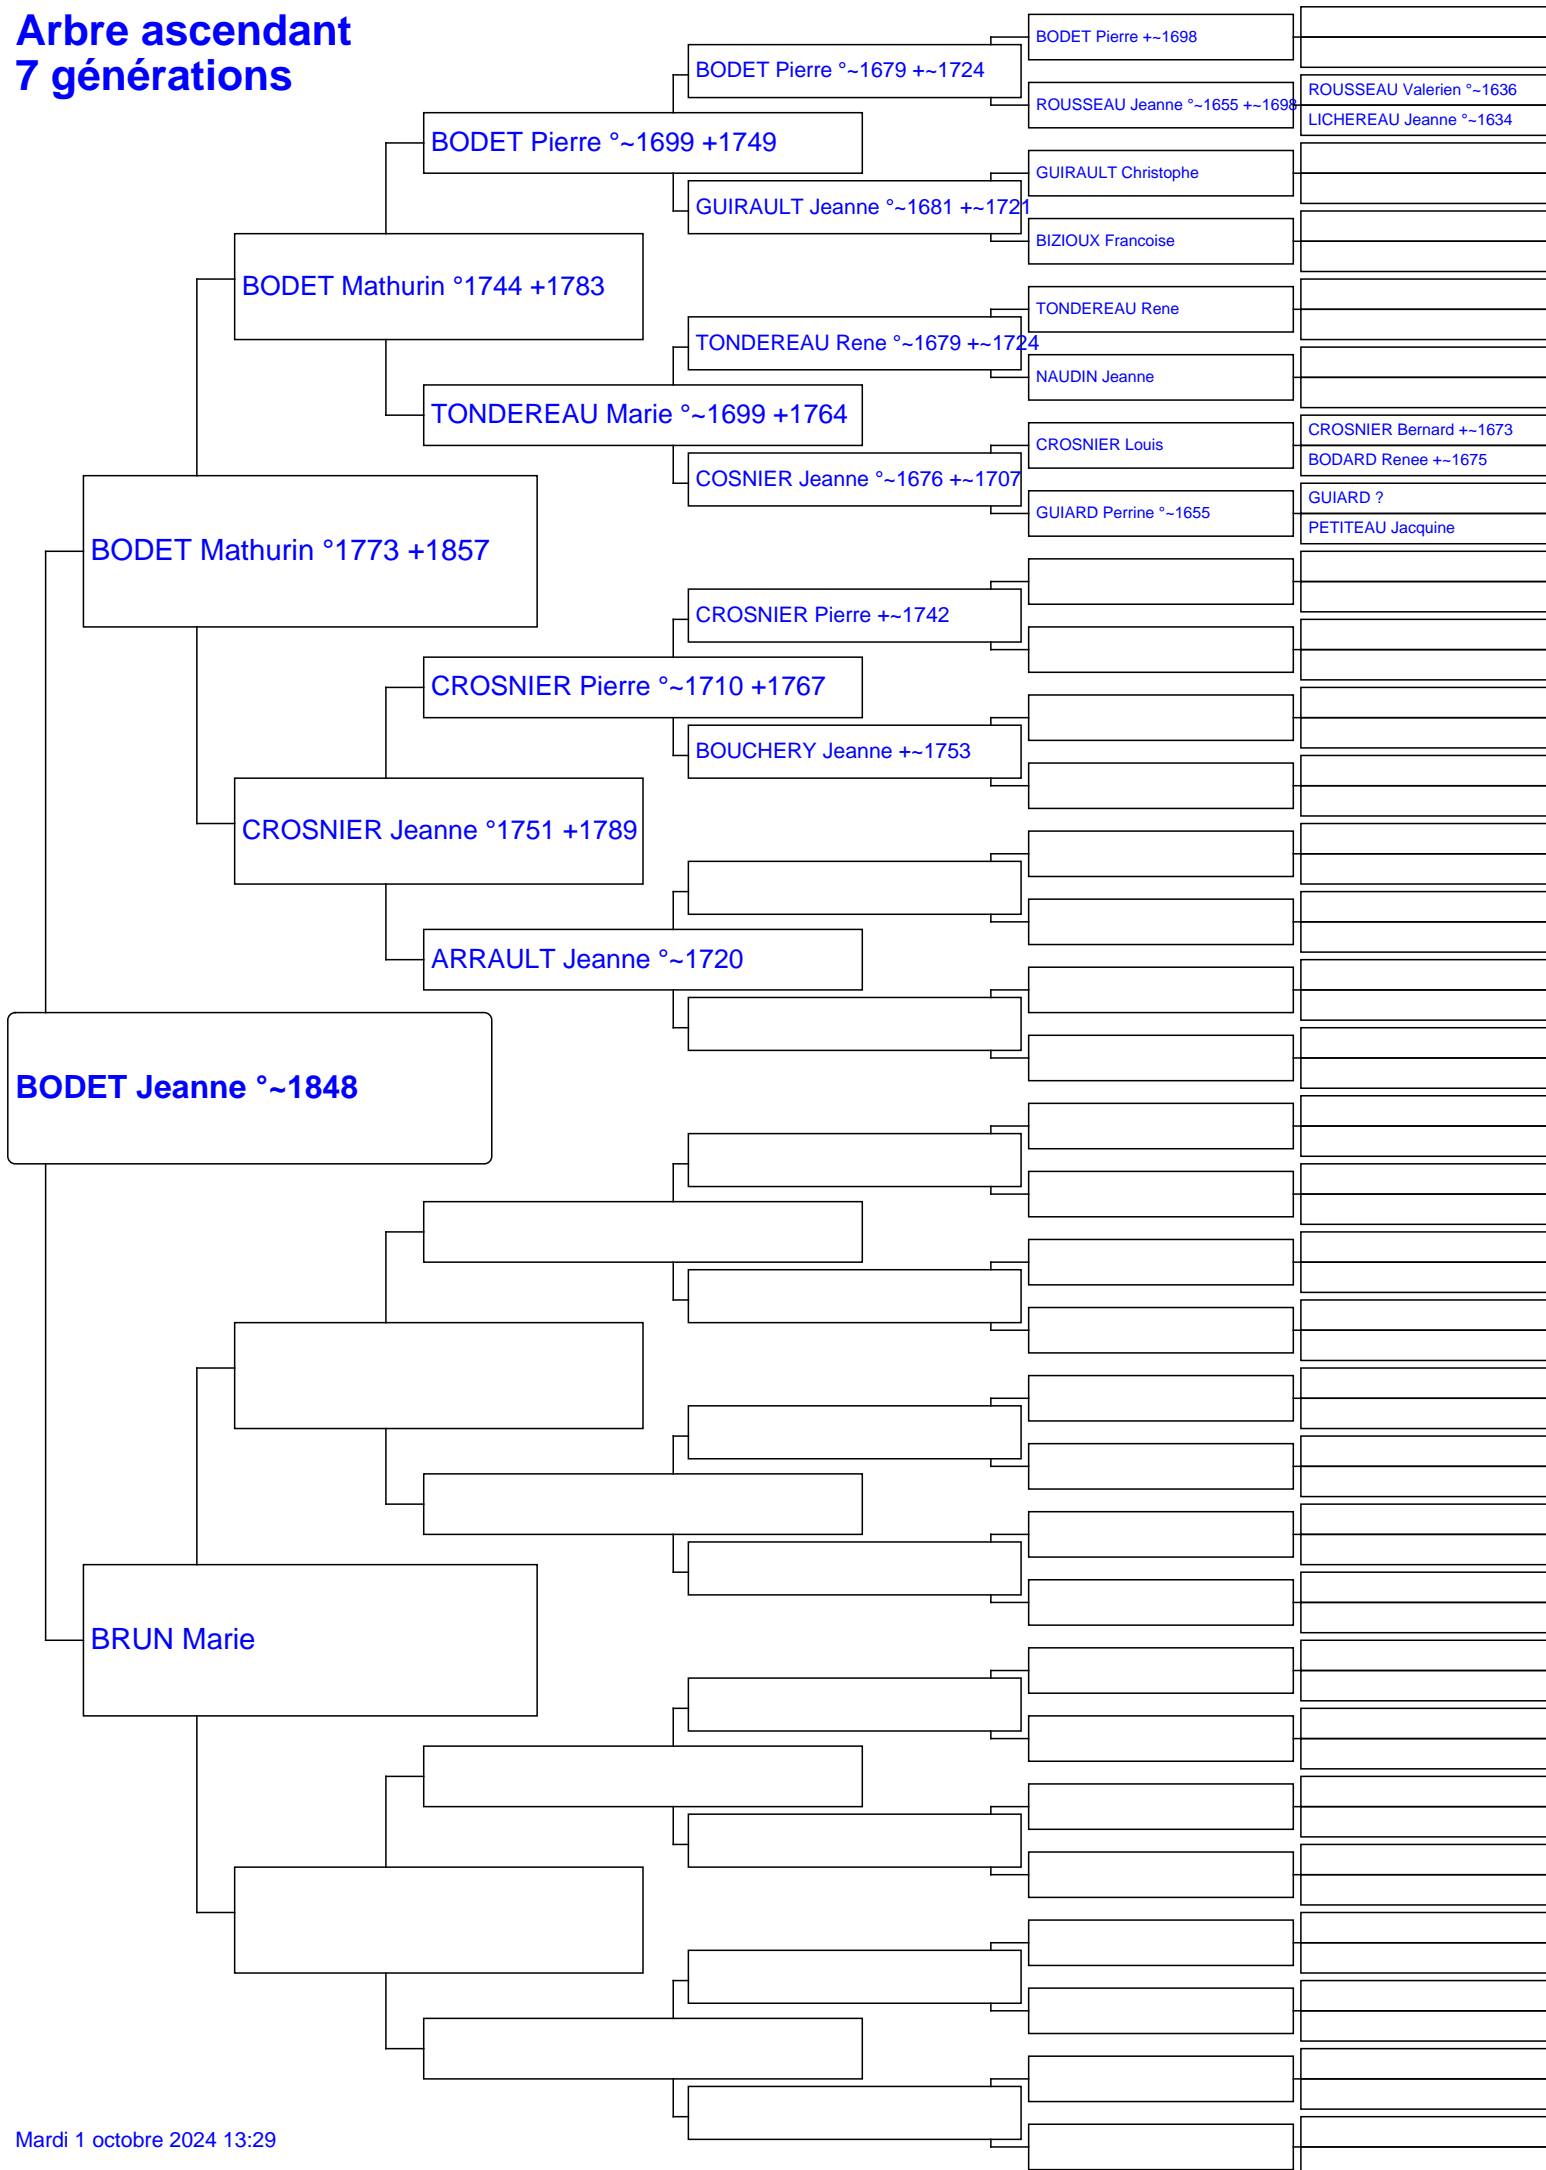 Arbre ascendant
7 générations
BODET Pierre +~1698
BODET Pierre °~1679 +~1724
ROUSSEAU Valerien °~1636
ROUSSEAU Jeanne °~1655 +~1698
LICHEREAU Jeanne °~1634
BODET Pierre °~1699 +1749
GUIRAULT Christophe
GUIRAULT Jeanne °~1681 +~1721
BIZIOUX Francoise
BODET Mathurin °1744 +1783
TONDEREAU Rene
TONDEREAU Rene °~1679 +~1724
NAUDIN Jeanne
TONDEREAU Marie °~1699 +1764
CROSNIER Bernard +~1673
CROSNIER Louis
BODARD Renee +~1675
COSNIER Jeanne °~1676 +~1707
GUIARD ?
GUIARD Perrine °~1655
PETITEAU Jacquine
BODET Mathurin °1773 +1857
CROSNIER Pierre +~1742
CROSNIER Pierre °~1710 +1767
BOUCHERY Jeanne +~1753
CROSNIER Jeanne °1751 +1789
ARRAULT Jeanne °~1720
BODET Jeanne °~1848
BRUN Marie
Mardi 1 octobre 2024 13:29